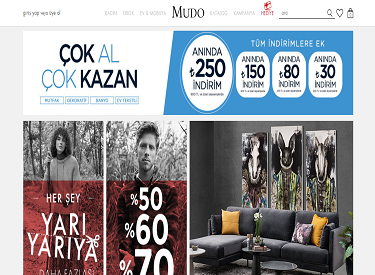 giriş yap veya üye ol
KADIN ERKEK EV & MOBİLYA MUDO KATALOG KAMPANYA HEDİYE
ara
ÇOK AL
ÇOK KAZAN
MUTFAK DEKORATİF BANYO EV TEKSTİLİ
ANINDA
₺250
İNDİRİM
TÜM İNDİRİMLERE EK
ANINDA ANINDA ANINDA
₺150 ₺80 ₺30
İNDİRİM İNDİRİM İNDİRİM
HER ŞEY
YARI
YARIYA
DAHA FAZLASI
%50
%60
%70